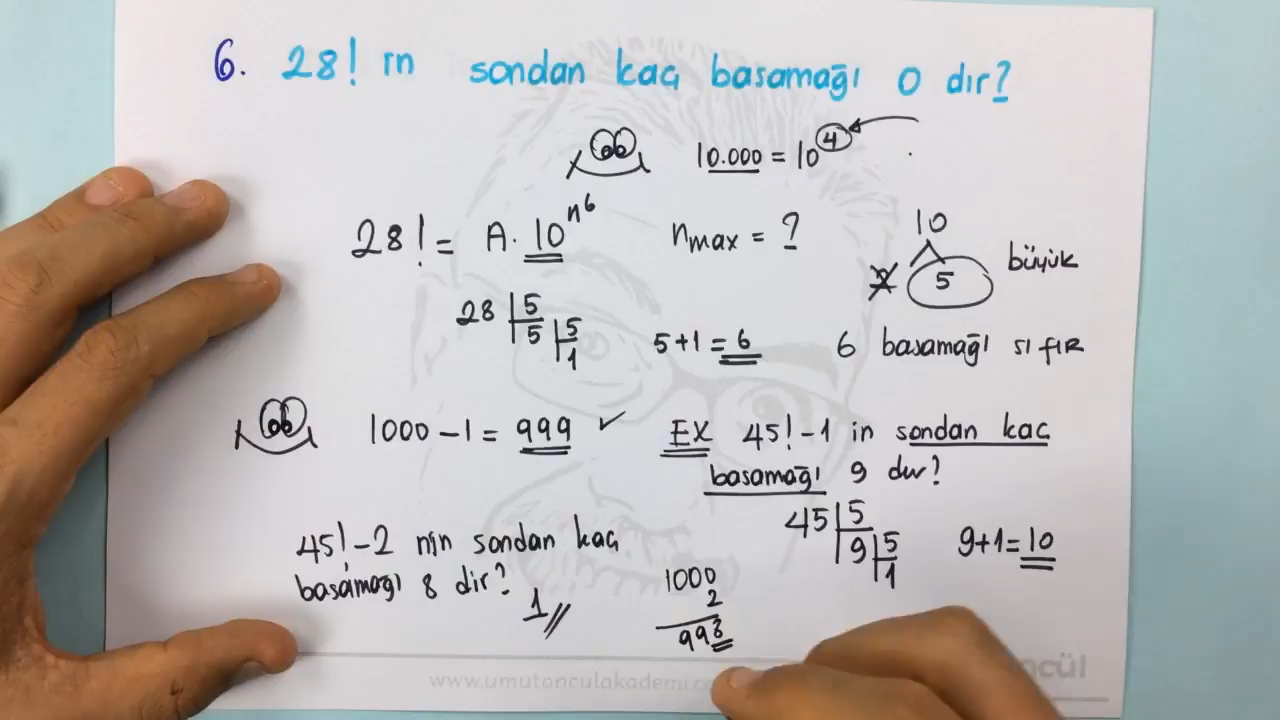 6. 28! in sondan kaç basamağı 0 dır?
10.000 = 10^4
28! = A. 10^n 6
nmax = ?
10
2 5 büyük
28 | 5
5 | 5
1
5+1 = 6
6 basamağı sıfır
1000 - 1 = 999 ✓
EX 45! - 1 in sondan kaç
basamağı 9 dur?
45 | 5
9 | 5
1
9+1 = 10
45! - 2 nin sondan kaç
basamağı 8 dir?
1
1000
2
998
www.umutonculakademi.co